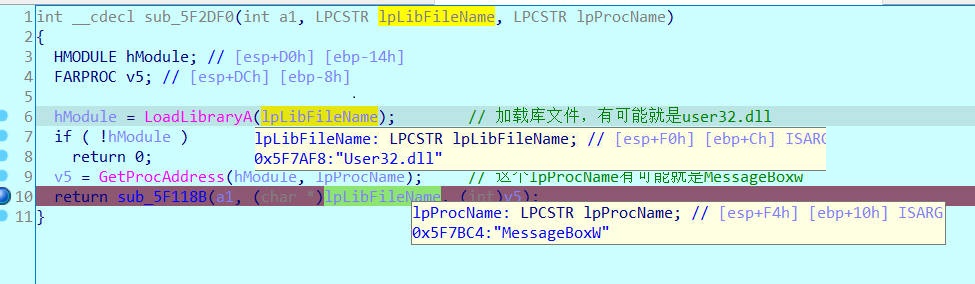 1 int __cdecl sub_5F2DF0(int a1, LPCSTR lpLibFileName, LPCSTR lpProcName)
2 {
3 HMODULE hModule; // [esp+D0h] [ebp-14h]
4 FARPROC v5; // [esp+DCh] [ebp-8h]
5
6 hModule = LoadLibraryA(lpLibFileName); // 加载库文件，有可能就是user32.dll
7 if ( !hModule )
lpLibFileName: LPCSTR lpLibFileName; // [esp+F0h] [ebp+Ch] ISARG
8 return 0;
0x5F7AF8:"User32.dll"
9 v5 = GetProcAddress(hModule, lpProcName); // 这个lpProcName有可能就是MessageBoxw
10 return sub_5F118B(a1, (char *)lpLibFileName, (int)v5);
lpProcName: LPCSTR lpProcName; // [esp+F4h] [ebp+10h] ISARG
11 }
0x5F7BC4:"MessageBoxW"